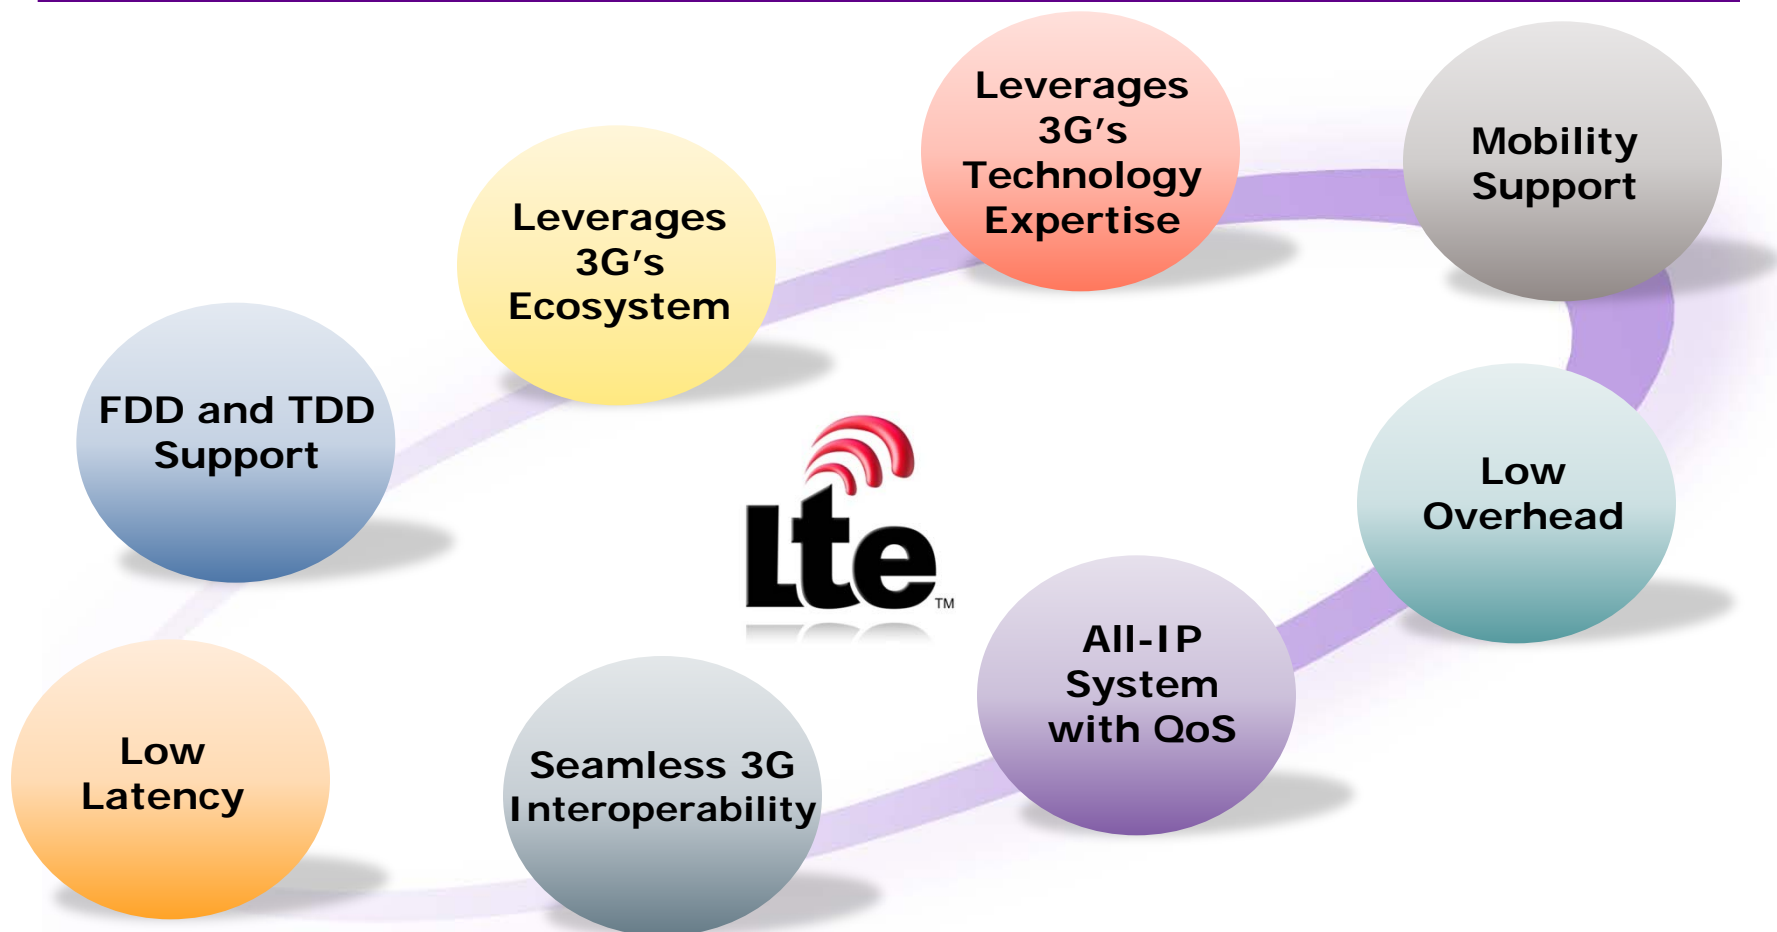 Leverages
3G's
Technology
Expertise
Mobility
Support
Leverages
3G's
Ecosystem
FDD and TDD
Support
Low
Overhead
Lte
TM
All-IP
System
with QoS
Low
Latency
Seamless 3G
Interoperability